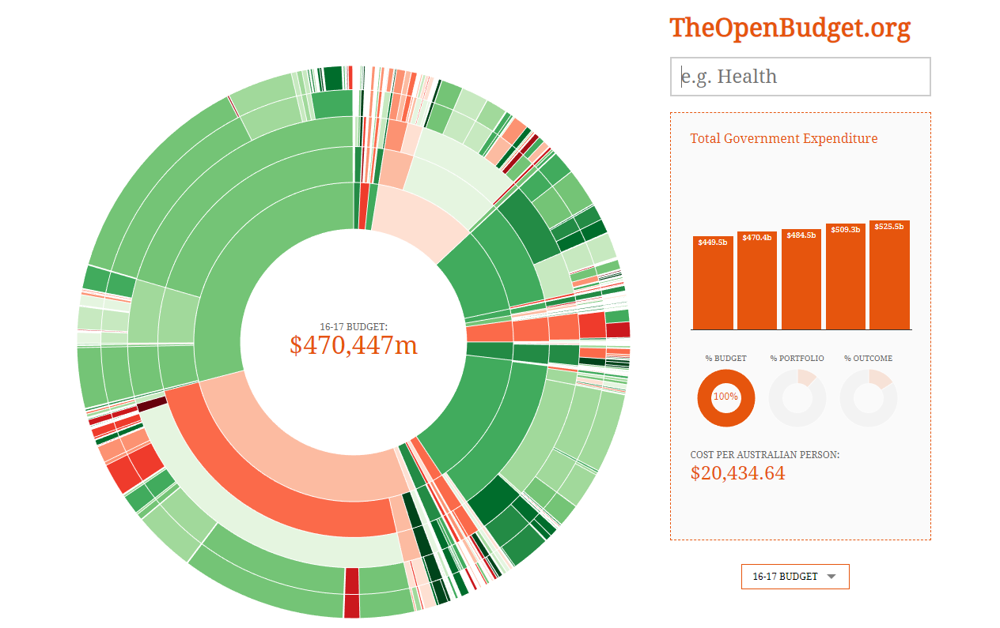 TheOpenBudget.org
e.g. Health
Total Government Expenditure
$449.5b $470.4b $484.5b $509.3b $525.5b
16-17 BUDGET:
$470,447m
% BUDGET % PORTFOLIO % OUTCOME
100%
COST PER AUSTRALIAN PERSON:
$20,434.64
16-17 BUDGET